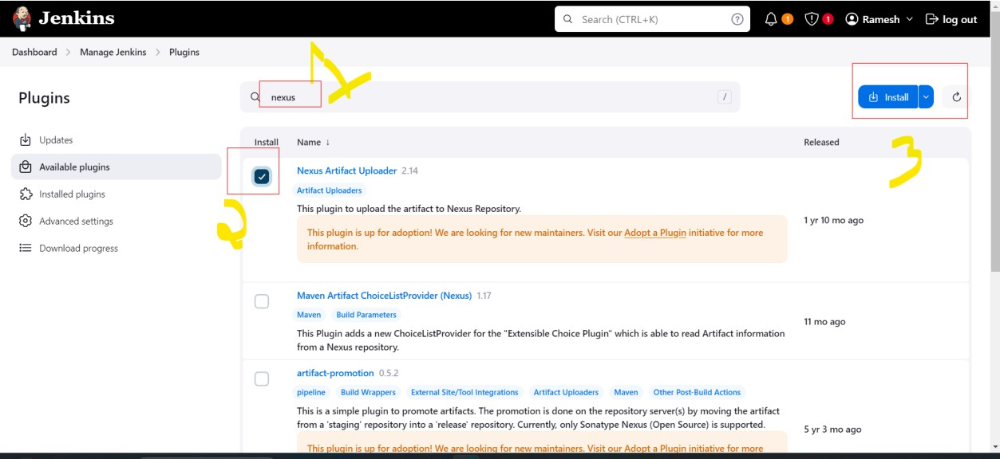 Jenkins
Search (CTRL+K)
1
1
Ramesh
log out
Dashboard > Manage Jenkins > Plugins
1
Plugins
nexus
/
Install
Updates
Available plugins
Installed plugins
Advanced settings
Download progress
Install Name ↓ Released
3
2
Nexus Artifact Uploader 2.14
Artifact Uploaders
This plugin to upload the artifact to Nexus Repository.
This plugin is up for adoption! We are looking for new maintainers. Visit our Adopt a Plugin initiative for more
information.
1 yr 10 mo ago
Maven Artifact ChoiceListProvider (Nexus) 1.17
Maven Build Parameters
This Plugin adds a new ChoiceListProvider for the "Extensible Choice Plugin" which is able to read Artifact information
from a Nexus repository.
11 mo ago
artifact-promotion 0.5.2
pipeline Build Wrappers External Site/Tool Integrations Artifact Uploaders Maven Other Post-Build Actions
This is a simple plugin to promote artifacts. The promotion is done on the repository server(s) by moving the artifact
from a 'staging' repository into a 'release' repository. Currently, only Sonatype Nexus (Open Source) is supported.
5 yr 3 mo ago
This plugin is up for adoption! We are looking for new maintainers. Visit our Adopt a Plugin initiative for more